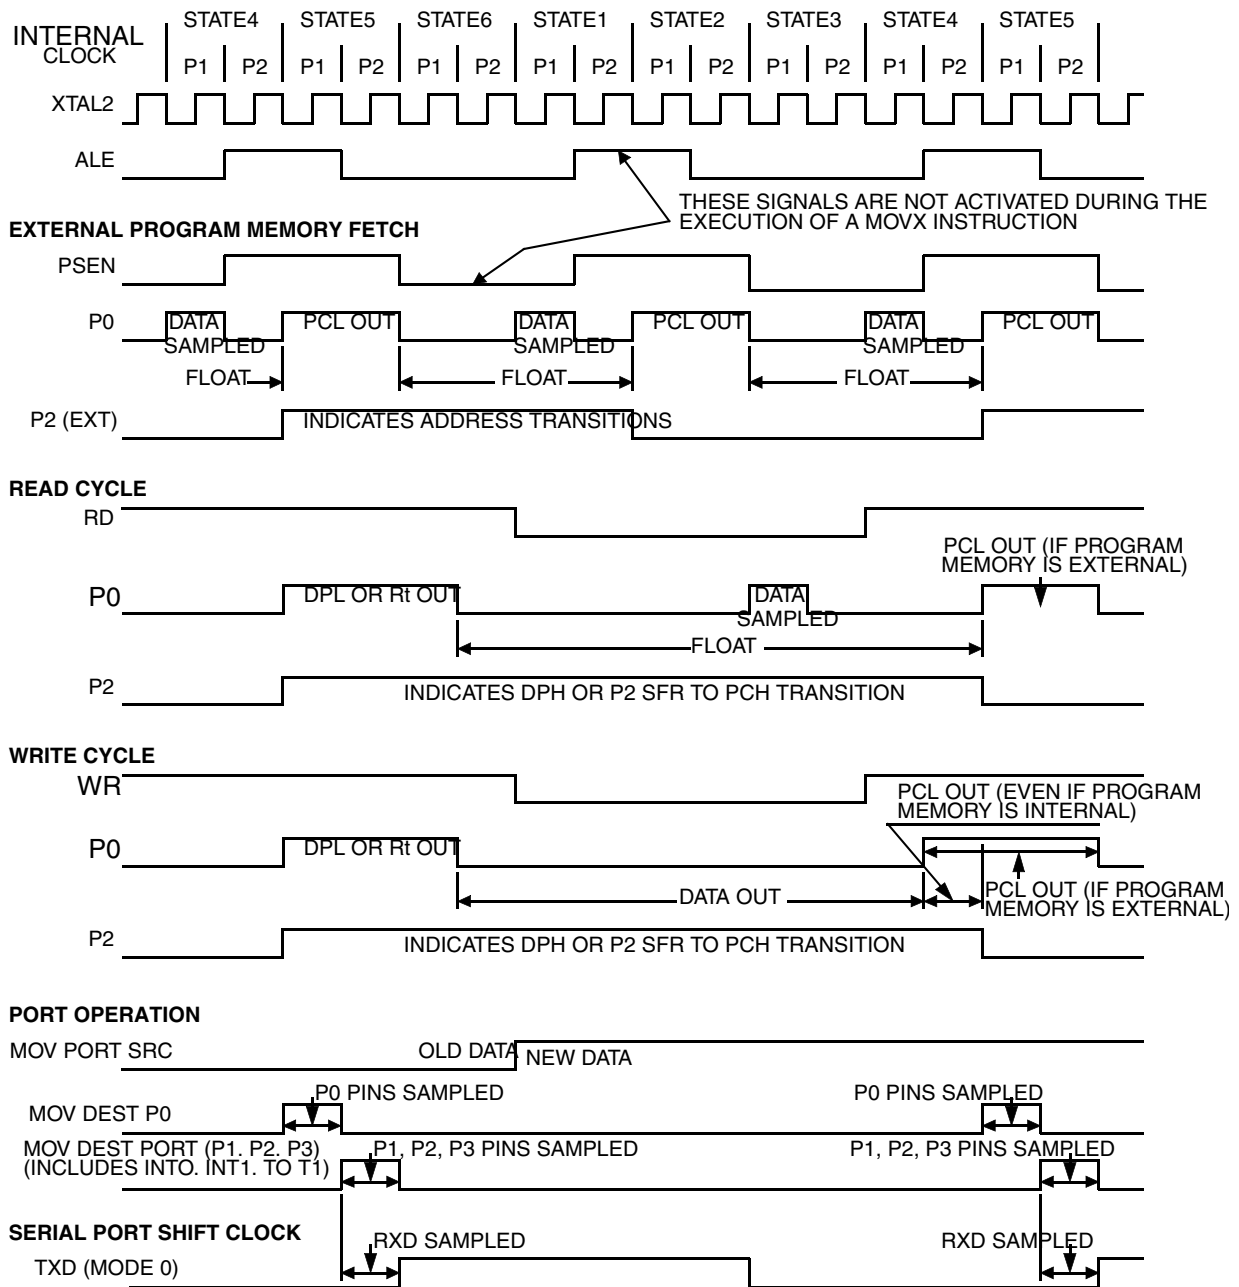 STATE4 STATE5 STATE6 STATE1 STATE2 STATE3 STATE4 STATE5
INTERNAL
CLOCK
P1 P2 P1 P2 P1 P2 P1 P2 P1 P2 P1 P2 P1 P2 P1 P2
XTAL2
ALE
THESE SIGNALS ARE NOT ACTIVATED DURING THE
EXECUTION OF A MOVX INSTRUCTION
EXTERNAL PROGRAM MEMORY FETCH
PSEN
P0 DATA PCL OUT DATA PCL OUT DATA PCL OUT
SAMPLED SAMPLED SAMPLED
FLOAT FLOAT FLOAT
P2 (EXT) INDICATES ADDRESS TRANSITIONS
READ CYCLE
RD
PCL OUT (IF PROGRAM
MEMORY IS EXTERNAL)
P0 DPL OR Rt OUT DATA
SAMPLED
FLOAT
P2 INDICATES DPH OR P2 SFR TO PCH TRANSITION
WRITE CYCLE
WR
PCL OUT (EVEN IF PROGRAM
MEMORY IS INTERNAL)
P0 DPL OR Rt OUT
DATA OUT
PCL OUT (IF PROGRAM
MEMORY IS EXTERNAL)
P2 INDICATES DPH OR P2 SFR TO PCH TRANSITION
PORT OPERATION
MOV PORT SRC OLD DATA NEW DATA
P0 PINS SAMPLED P0 PINS SAMPLED
MOV DEST P0
MOV DEST PORT (P1. P2. P3) P1, P2, P3 PINS SAMPLED P1, P2, P3 PINS SAMPLED
(INCLUDES INTO. INT1. TO T1)
SERIAL PORT SHIFT CLOCK
RXD SAMPLED RXD SAMPLED
TXD (MODE 0)